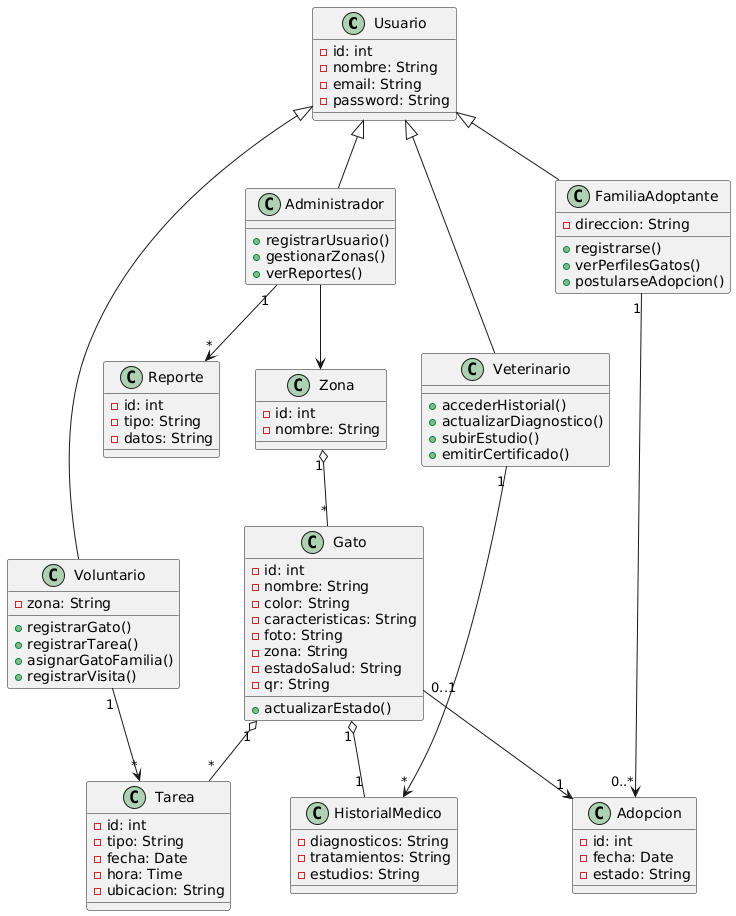 C Usuario
id: int
nombre: String
email: String
password: String
C Administrador
registrarUsuario()
gestionarZonas()
verReportes()
C FamiliaAdoptante
direccion: String
registrarse()
verPerfilesGatos()
postularseAdopcion()
1
*
1
C Reporte
id: int
tipo: String
datos: String
C Zona
id: int
nombre: String
C Veterinario
accederHistorial()
actualizarDiagnostico()
subirEstudio()
emitirCertificado()
1
*
1
C Voluntario
zona: String
registrarGato()
registrarTarea()
asignarGatoFamilia()
registrarVisita()
C Gato
id: int
nombre: String
color: String
caracteristicas: String
foto: String
zona: String
estadoSalud: String
qr: String
actualizarEstado()
0..1
1
1
1
*
*
1
*
1
0..*
C Tarea
id: int
tipo: String
fecha: Date
hora: Time
ubicacion: String
C HistorialMedico
diagnosticos: String
tratamientos: String
estudios: String
C Adopcion
id: int
fecha: Date
estado: String